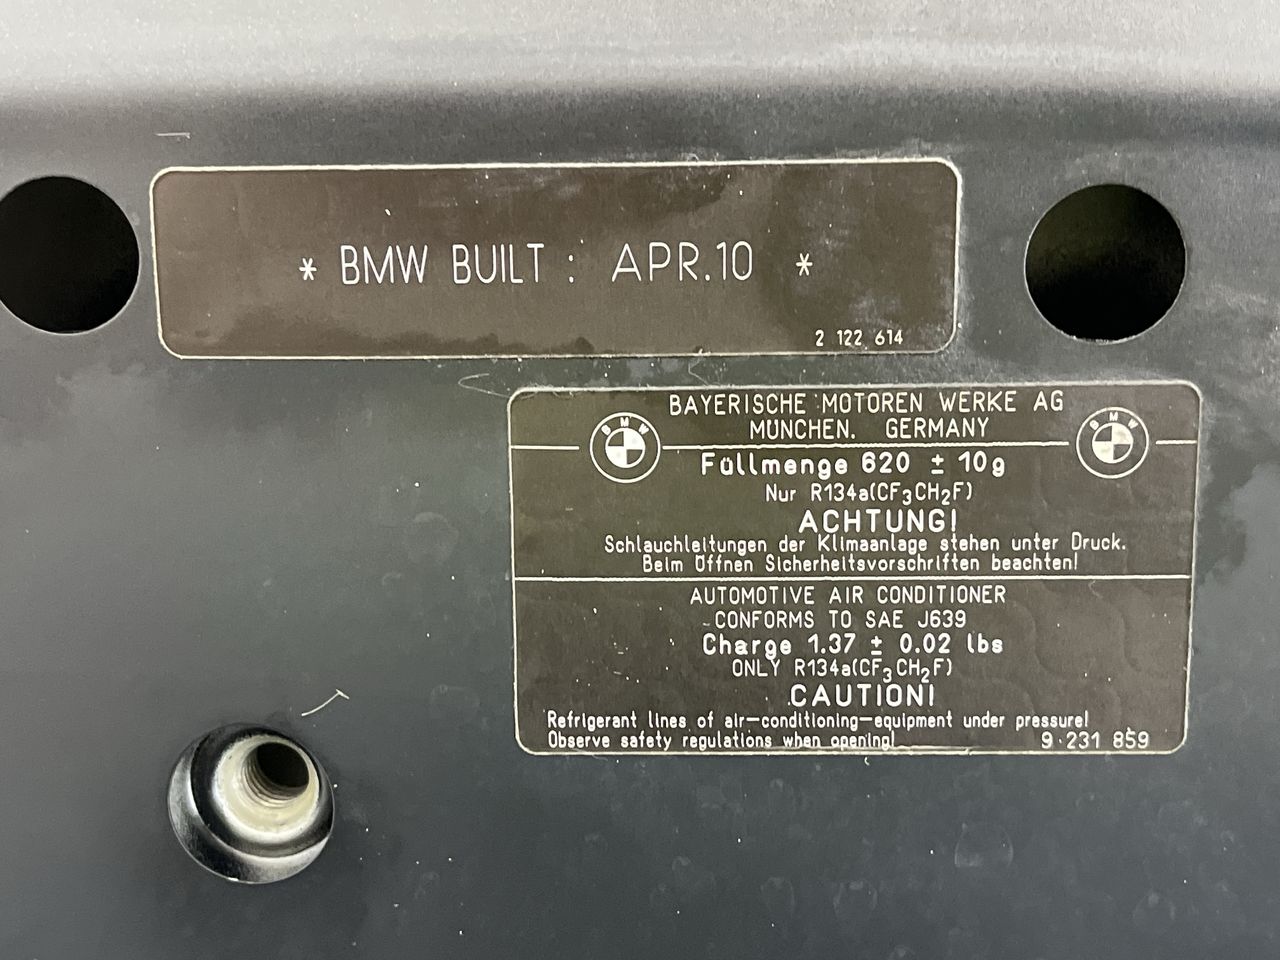 * BMW BUILT : APR.10 *
2 122 614
BAYERISCHE MOTOREN WERKE AG
MÜNCHEN. GERMANY
BMW
BMW
Füllmenge 620 ± 10g
Nur R134a(CF₃CH₂F)
ACHTUNG!
Schlauchleitungen der Klimaanlage stehen unter Druck.
Beim Öffnen Sicherheitsvorschriften beachten!
AUTOMOTIVE AIR CONDITIONER
CONFORMS TO SAE J639
Charge 1.37 ± 0.02 lbs
ONLY R134a(CF₃CH₂F)
CAUTION!
Refrigerant lines of air-conditioning-equipment under pressure!
Observe safety regulations when opening!
9 231 859